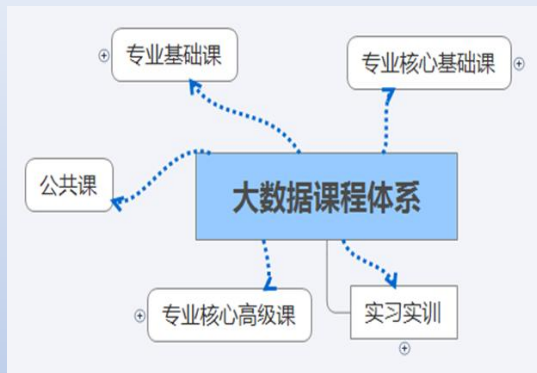 专业基础课
专业核心基础课
公共课
大数据课程体系
专业核心高级课
实习实训